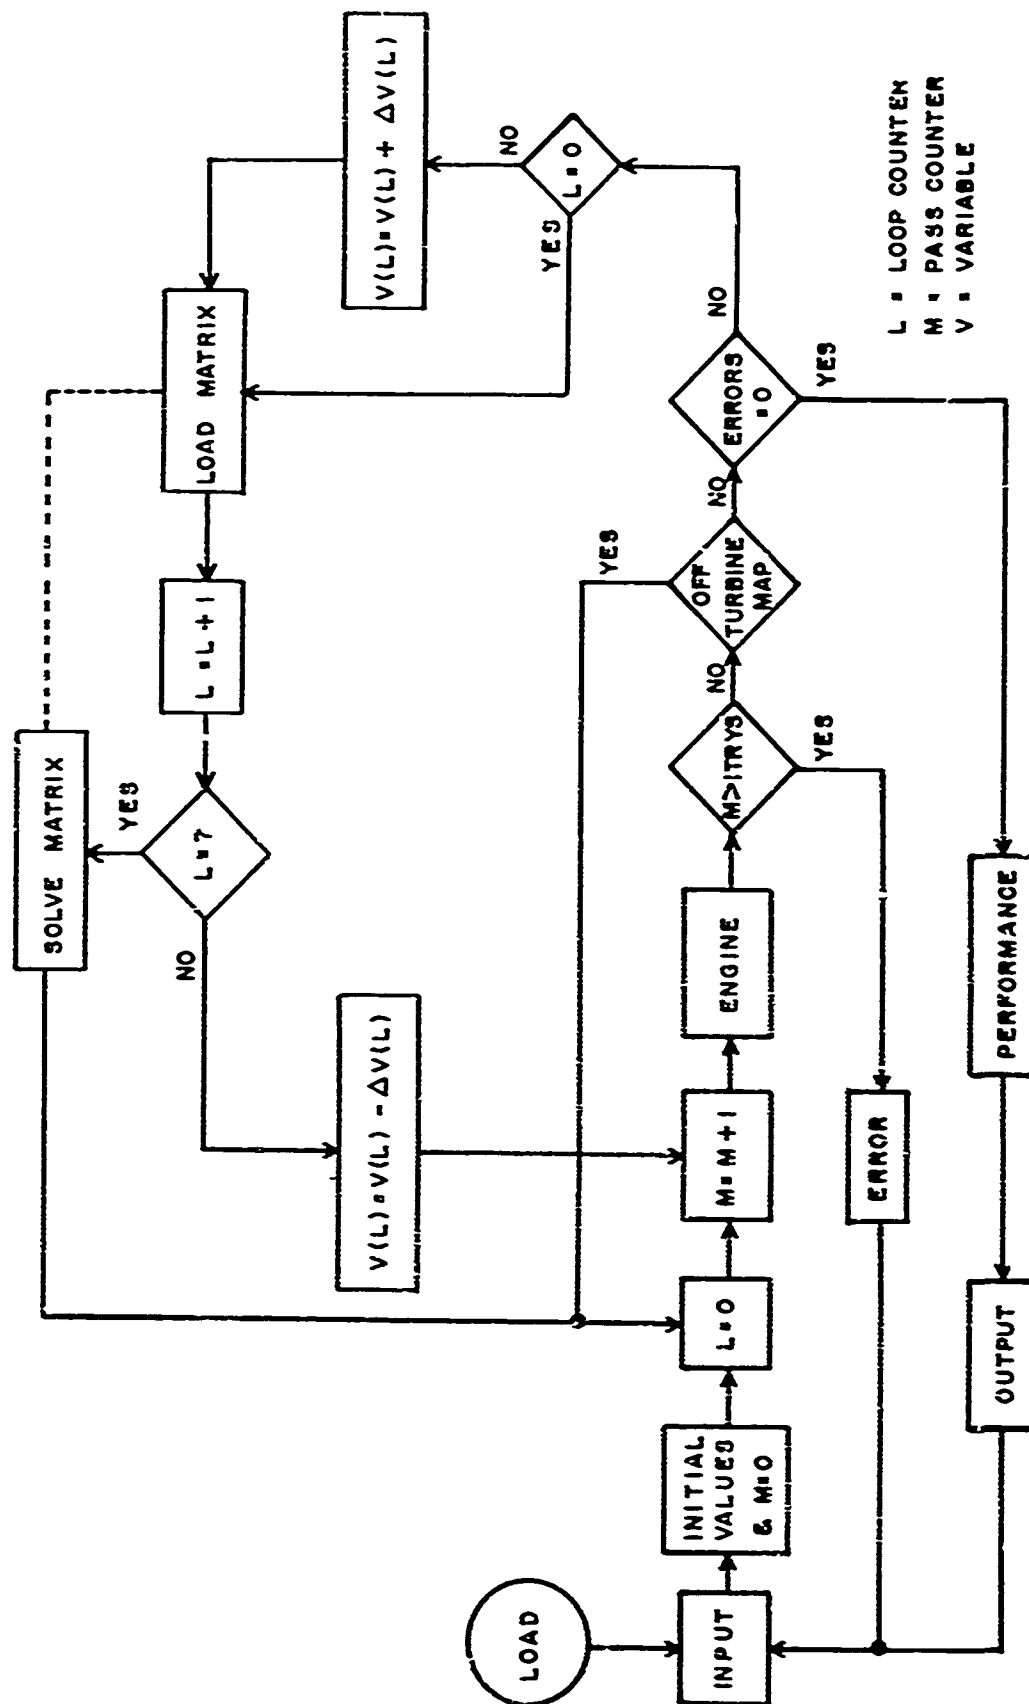 SOLVE MATRIX
YES
L = 7
NO
L = L + 1
LOAD MATRIX
V(L) = V(L) + ΔV(L)
V(L) = V(L) - ΔV(L)
NO
L = 0
YES
YES
LOAD
INPUT
INITIAL
VALUES
& M=0
L=0
M=M+1
ENGINE
M>ITRYS
NO
OFF
TURBINE
MAP
NO
ERRORS
=0
NO
YES
YES
ERROR
OUTPUT
PERFORMANCE
L = LOOP COUNTER
M = PASS COUNTER
V = VARIABLE